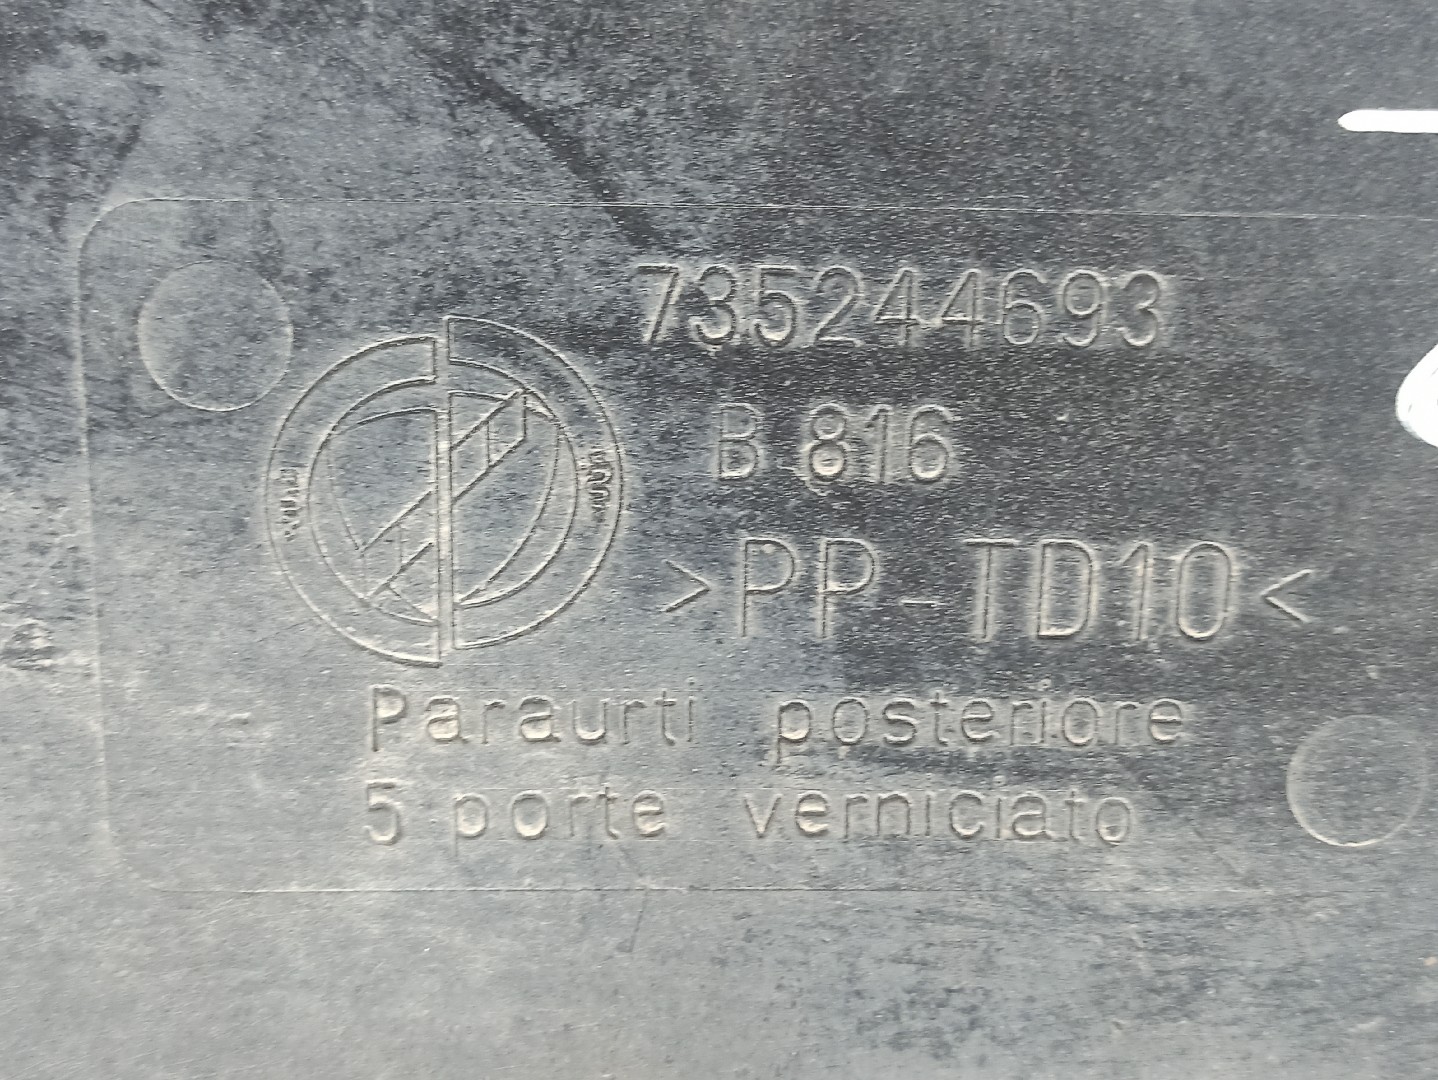 735244693
B 816
>PP-TD10<
Paraurti posteriore
5 porte verniciato